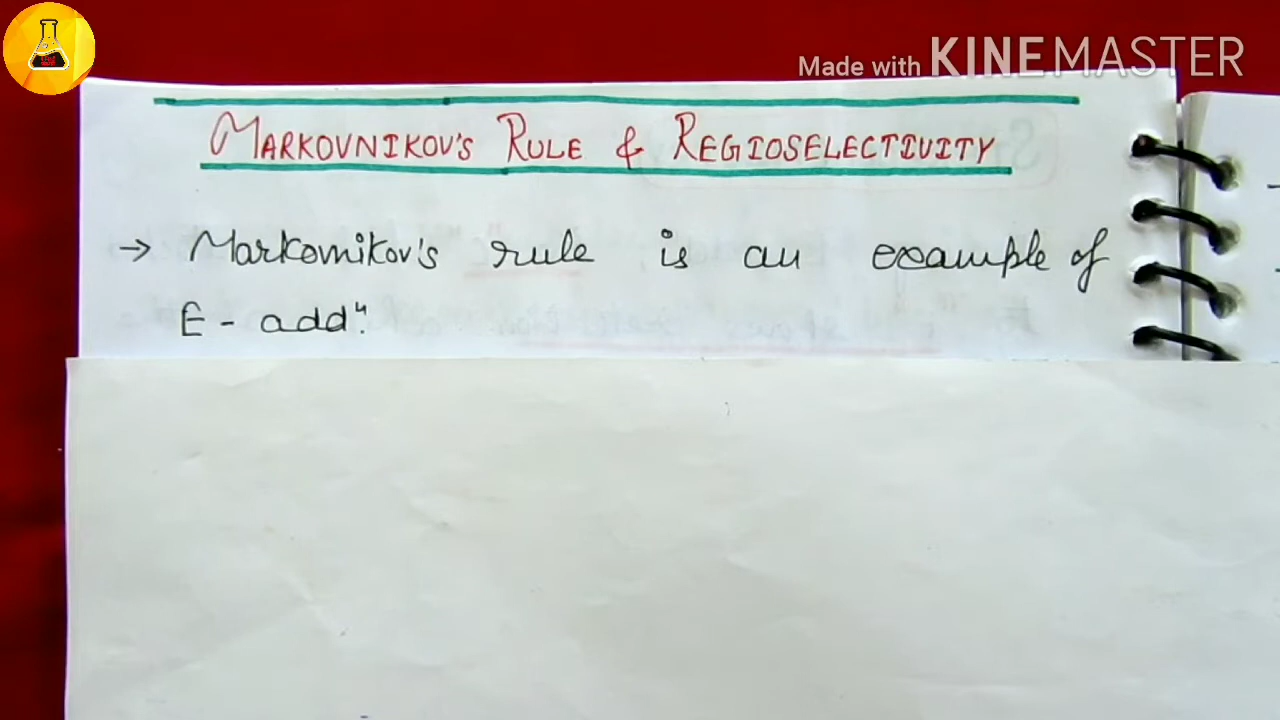 Made with KINEMASTER
MARKOVNIKOV'S RULE & REGIOSELECTIVITY
→ Markovnikov's rule is an example of
E - addⁿ.